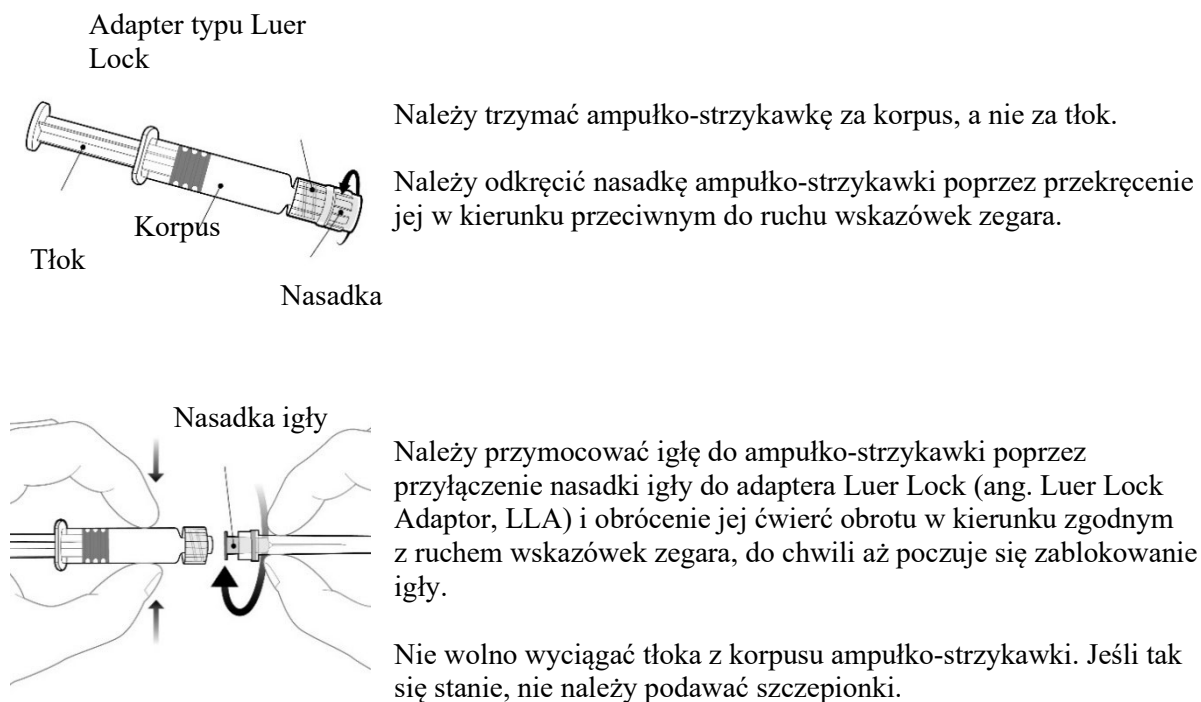 Adapter typu Luer
Lock
Należy trzymać ampułko-strzykawkę za korpus, a nie za tłok.
Należy odkręcić nasadkę ampułko-strzykawki poprzez przekręcenie
jej w kierunku przeciwnym do ruchu wskazówek zegara.
Korpus
Tłok
Nasadka
Nasadka igły
Należy przymocować igłę do ampułko-strzykawki poprzez
przyłączenie nasadki igły do adaptera Luer Lock (ang. Luer Lock
Adaptor, LLA) i obrócenie jej ćwierć obrotu w kierunku zgodnym
z ruchem wskazówek zegara, do chwili aż poczuje się zablokowanie
igły.
Nie wolno wyciągać tłoka z korpusu ampułko-strzykawki. Jeśli tak
się stanie, nie należy podawać szczepionki.